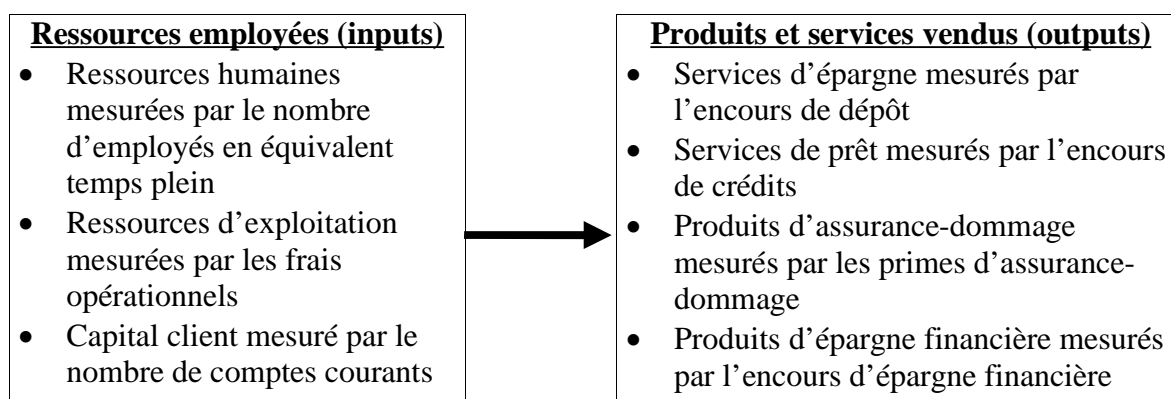 Ressources employées (inputs)
• Ressources humaines
mesurées par le nombre
d'employés en équivalent
temps plein
• Ressources d'exploitation
mesurées par les frais
opérationnels
• Capital client mesuré par le
nombre de comptes courants
Produits et services vendus (outputs)
• Services d'épargne mesurés par
l'encours de dépôt
• Services de prêt mesurés par l'encours
de crédits
• Produits d'assurance-dommage
mesurés par les primes d'assurance-
dommage
• Produits d'épargne financière mesurés
par l'encours d'épargne financière